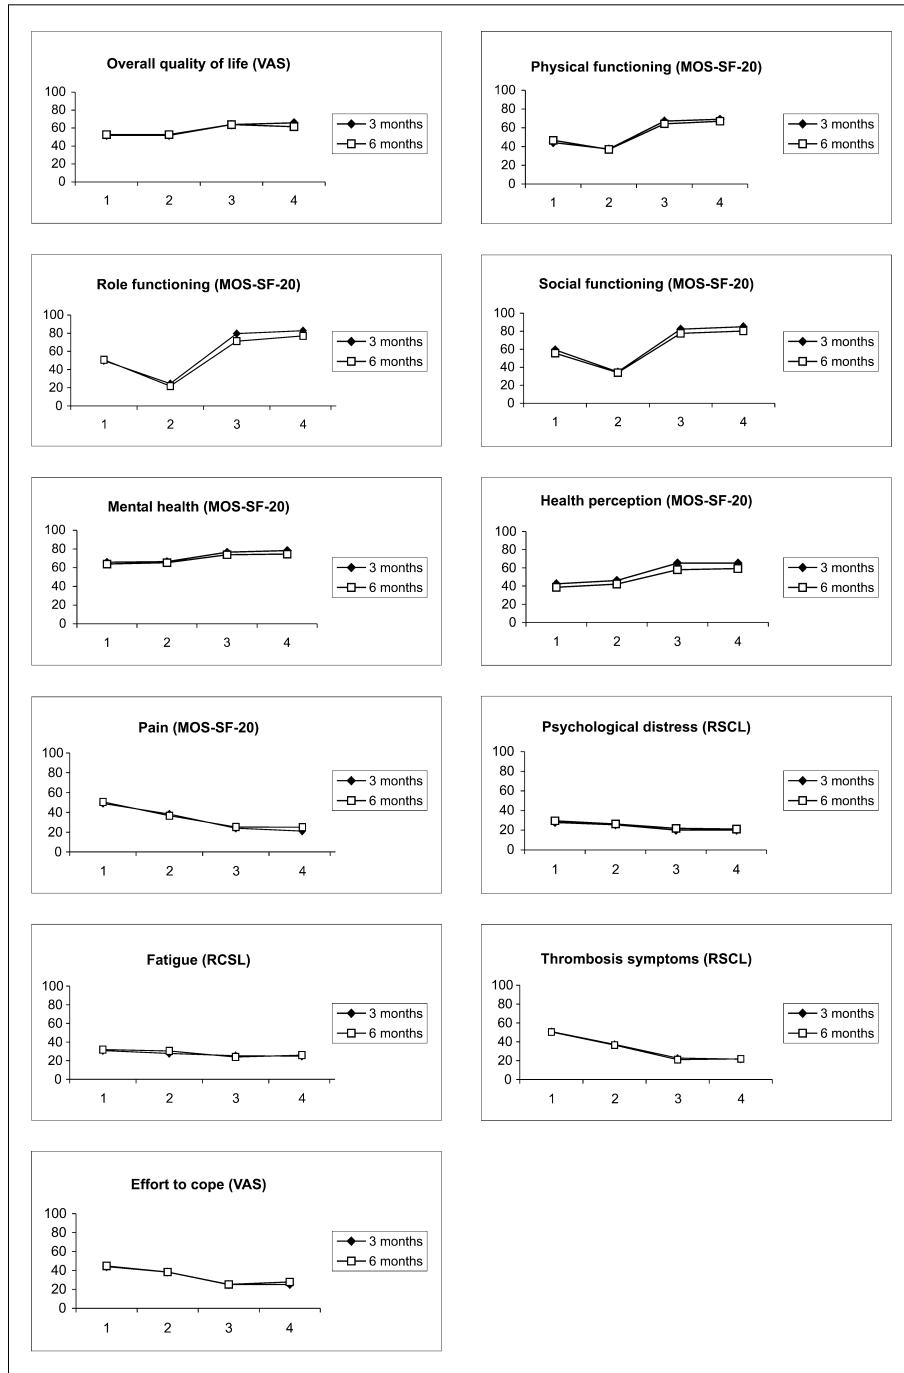 Overall quality of life (VAS)
100
80
60
40
20
0
1 2 3 4
3 months
6 months
Physical functioning (MOS-SF-20)
100
80
60
40
20
0
1 2 3 4
3 months
6 months
Role functioning (MOS-SF-20)
100
80
60
40
20
0
1 2 3 4
3 months
6 months
Social functioning (MOS-SF-20)
100
80
60
40
20
0
1 2 3 4
3 months
6 months
Mental health (MOS-SF-20)
100
80
60
40
20
0
1 2 3 4
3 months
6 months
Health perception (MOS-SF-20)
100
80
60
40
20
0
1 2 3 4
3 months
6 months
Pain (MOS-SF-20)
100
80
60
40
20
0
1 2 3 4
3 months
6 months
Psychological distress (RSCL)
100
80
60
40
20
0
1 2 3 4
3 months
6 months
Fatigue (RCSL)
100
80
60
40
20
0
1 2 3 4
3 months
6 months
Thrombosis symptoms (RSCL)
100
80
60
40
20
0
1 2 3 4
3 months
6 months
Effort to cope (VAS)
100
80
60
40
20
0
1 2 3 4
3 months
6 months